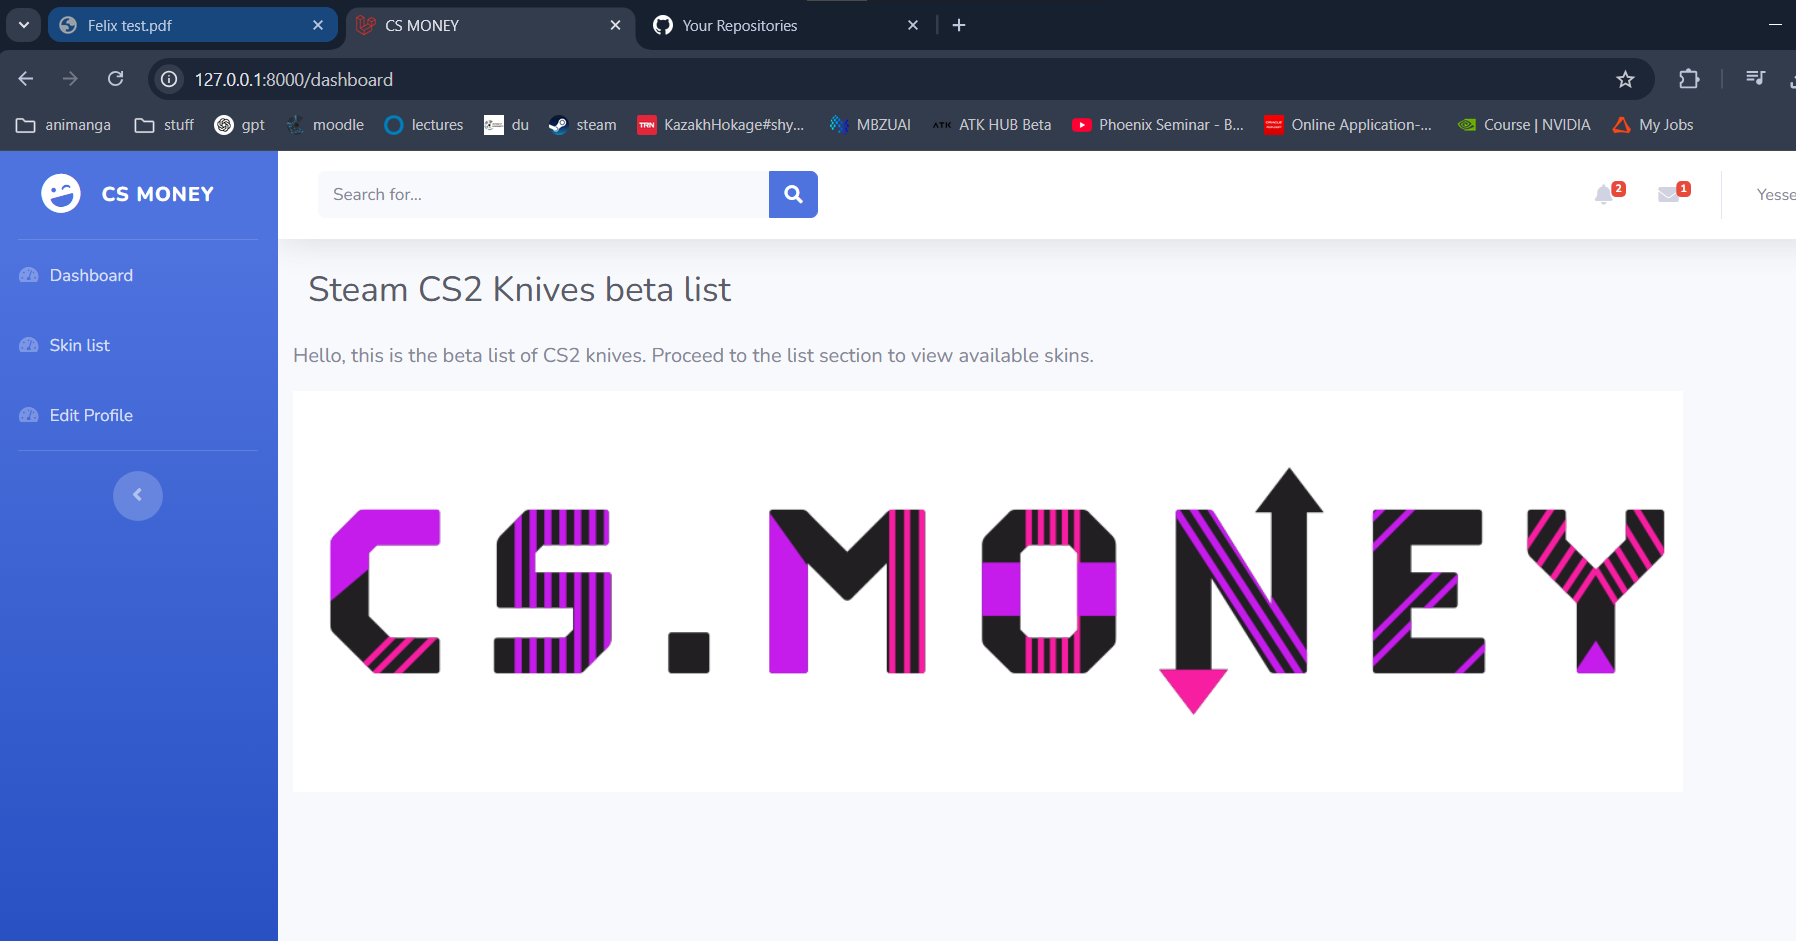 Felix test.pdf
CS MONEY
Your Repositories
127.0.0.1:8000/dashboard
animanga
stuff
gpt
moodle
lectures
du
steam
TRN
KazakhHokage#shy...
MBZUAI
ATK
ATK HUB Beta
Phoenix Seminar - B...
Online Application-...
Course | NVIDIA
My Jobs
CS MONEY
Search for...
2
1
Yesse
Dashboard
Skin list
Edit Profile
Steam CS2 Knives beta list
Hello, this is the beta list of CS2 knives. Proceed to the list section to view available skins.
CS.MONEY